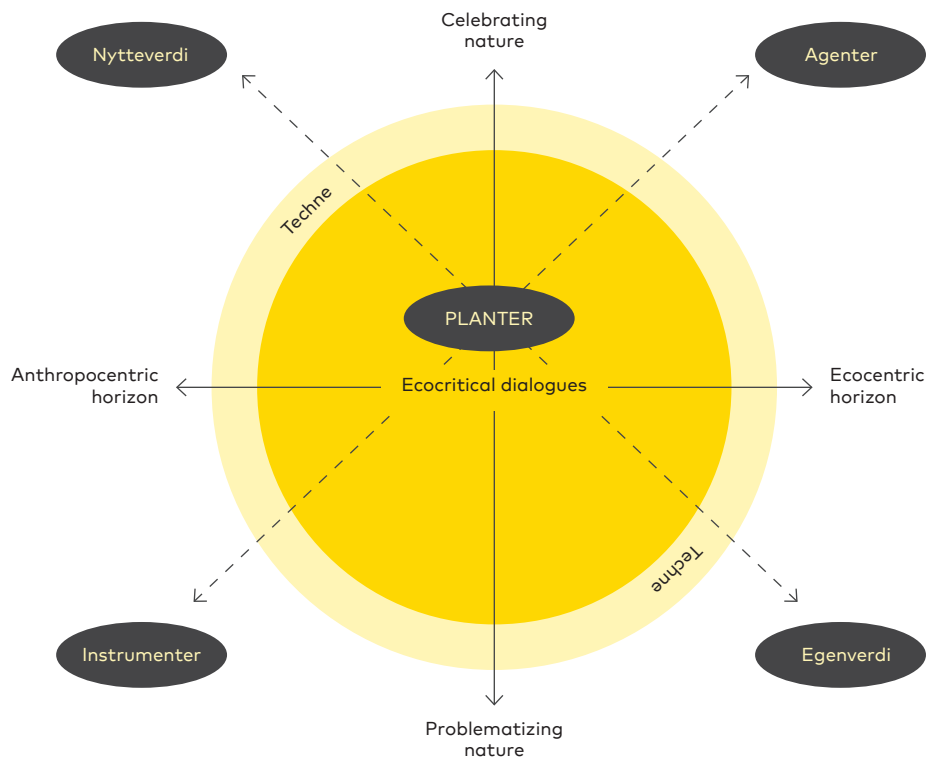 Celebrating
nature
Nytteverdi
Agenter
Techne
PLANTER
Anthropocentric
horizon
Ecocritical dialogues
Ecocentric
horizon
Techne
Instrumenter
Egenverdi
Problematizing
nature